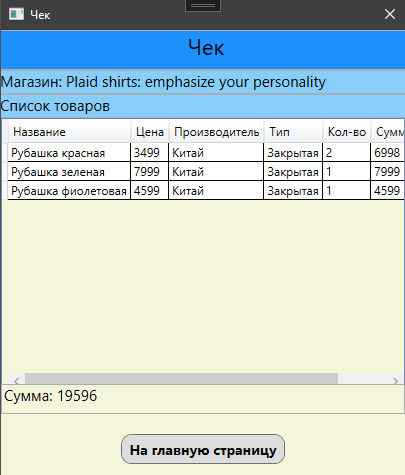 Чек
Чек
Магазин: Plaid shirts: emphasize your personality
Список товаров
Название Цена Производитель Тип Кол-во Сумм
Рубашка красная 3499 Китай Закрытая 2 6998
Рубашка зеленая 7999 Китай Закрытая 1 7999
Рубашка фиолетовая 4599 Китай Закрытая 1 4599
Сумма: 19596
На главную страницу